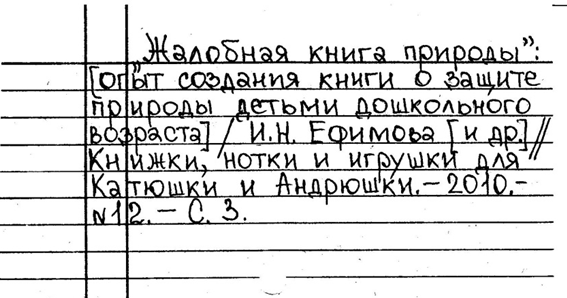 „Жалобная книга природы”:
[опыт создания книги о защите
природы детьми дошкольного
возраста] / И.Н. Ефимова [и др] //
Книжки, нотки и игрушки для
Катюшки и Андрюшки.–2010.–
№12.– С. 3.